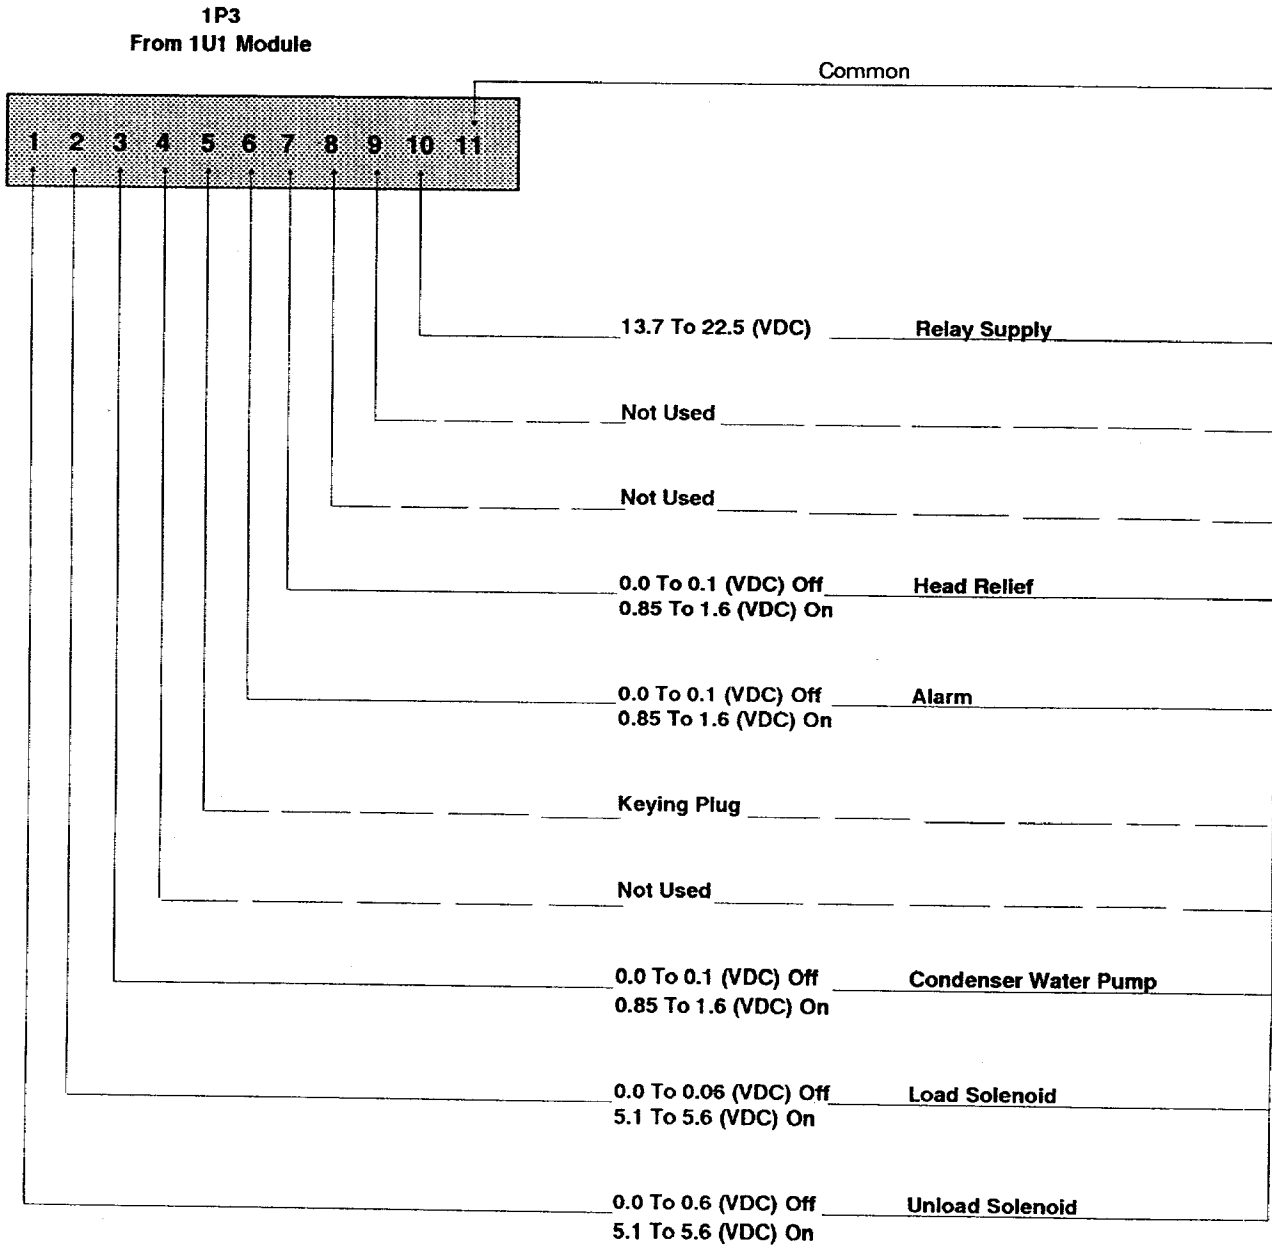 1P3
From 1U1 Module
Common
1 2 3 4 5 6 7 8 9 10 11
13.7 To 22.5 (VDC) Relay Supply
Not Used
Not Used
0.0 To 0.1 (VDC) Off Head Relief
0.85 To 1.6 (VDC) On
0.0 To 0.1 (VDC) Off Alarm
0.85 To 1.6 (VDC) On
Keying Plug
Not Used
0.0 To 0.1 (VDC) Off Condenser Water Pump
0.85 To 1.6 (VDC) On
0.0 To 0.06 (VDC) Off Load Solenoid
5.1 To 5.6 (VDC) On
0.0 To 0.6 (VDC) Off Unload Solenoid
5.1 To 5.6 (VDC) On